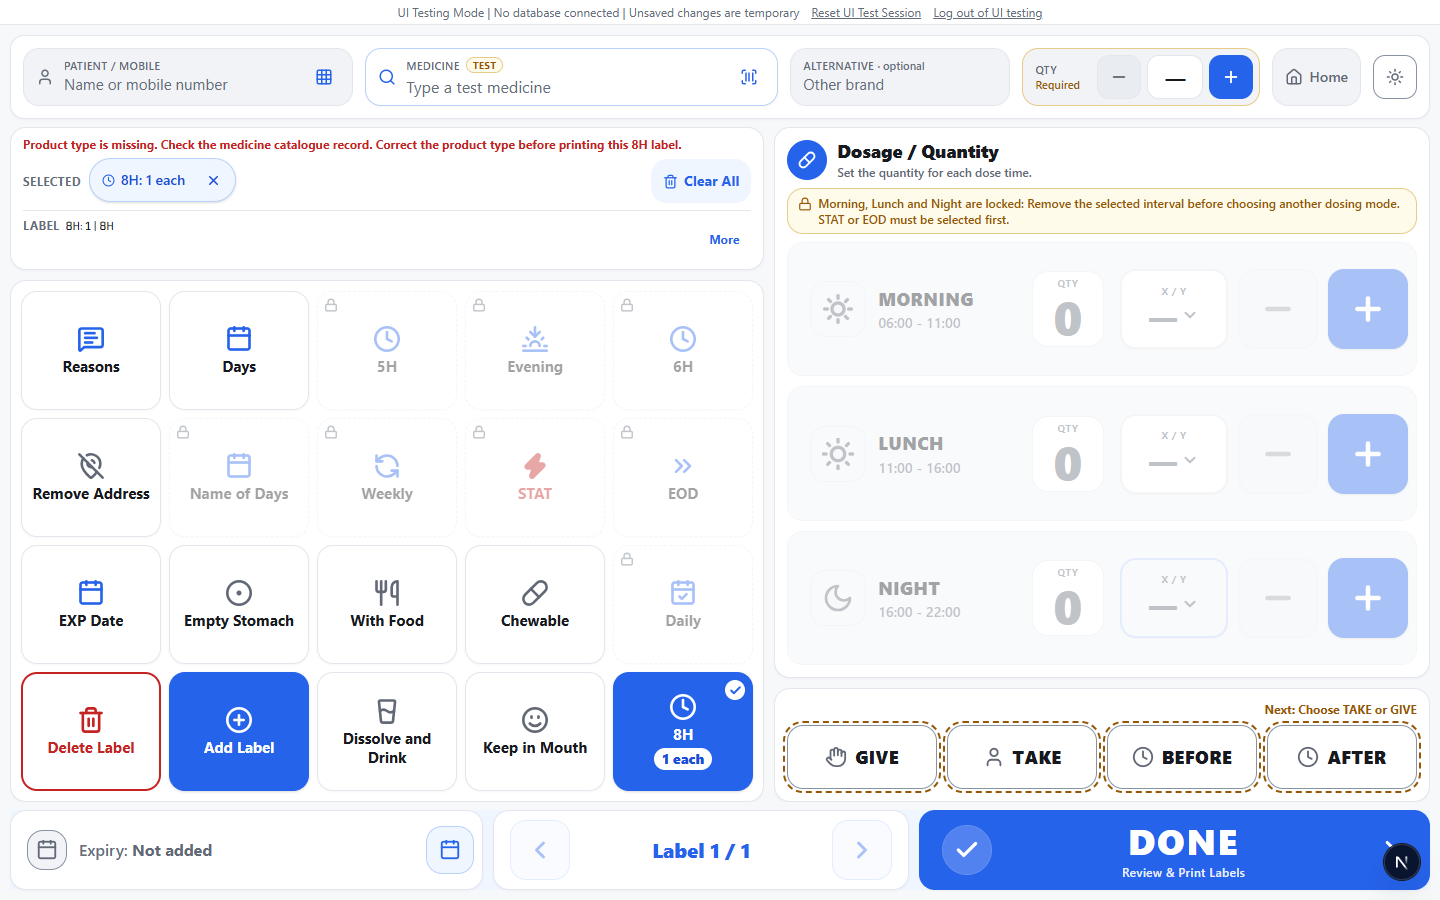 UI Testing Mode | No database connected | Unsaved changes are temporary Reset UI Test Session Log out of UI testing
PATIENT / MOBILE
Name or mobile number
MEDICINE TEST
Type a test medicine
ALTERNATIVE · optional
Other brand
QTY
Required
—
Home
Product type is missing. Check the medicine catalogue record. Correct the product type before printing this 8H label.
SELECTED 8H: 1 each
Clear All
LABEL 8H: 1 | 8H
More
Reasons
Days
5H
Evening
6H
Remove Address
Name of Days
Weekly
STAT
EOD
EXP Date
Empty Stomach
With Food
Chewable
Daily
Delete Label
Add Label
Dissolve and
Drink
Keep in Mouth
8H
1 each
Dosage / Quantity
Set the quantity for each dose time.
Morning, Lunch and Night are locked: Remove the selected interval before choosing another dosing mode.
STAT or EOD must be selected first.
MORNING
06:00 - 11:00
QTY
0
X / Y
—
LUNCH
11:00 - 16:00
QTY
0
X / Y
—
NIGHT
16:00 - 22:00
QTY
0
X / Y
—
Next: Choose TAKE or GIVE
GIVE
TAKE
BEFORE
AFTER
Expiry: Not added
Label 1 / 1
DONE
Review & Print Labels
N